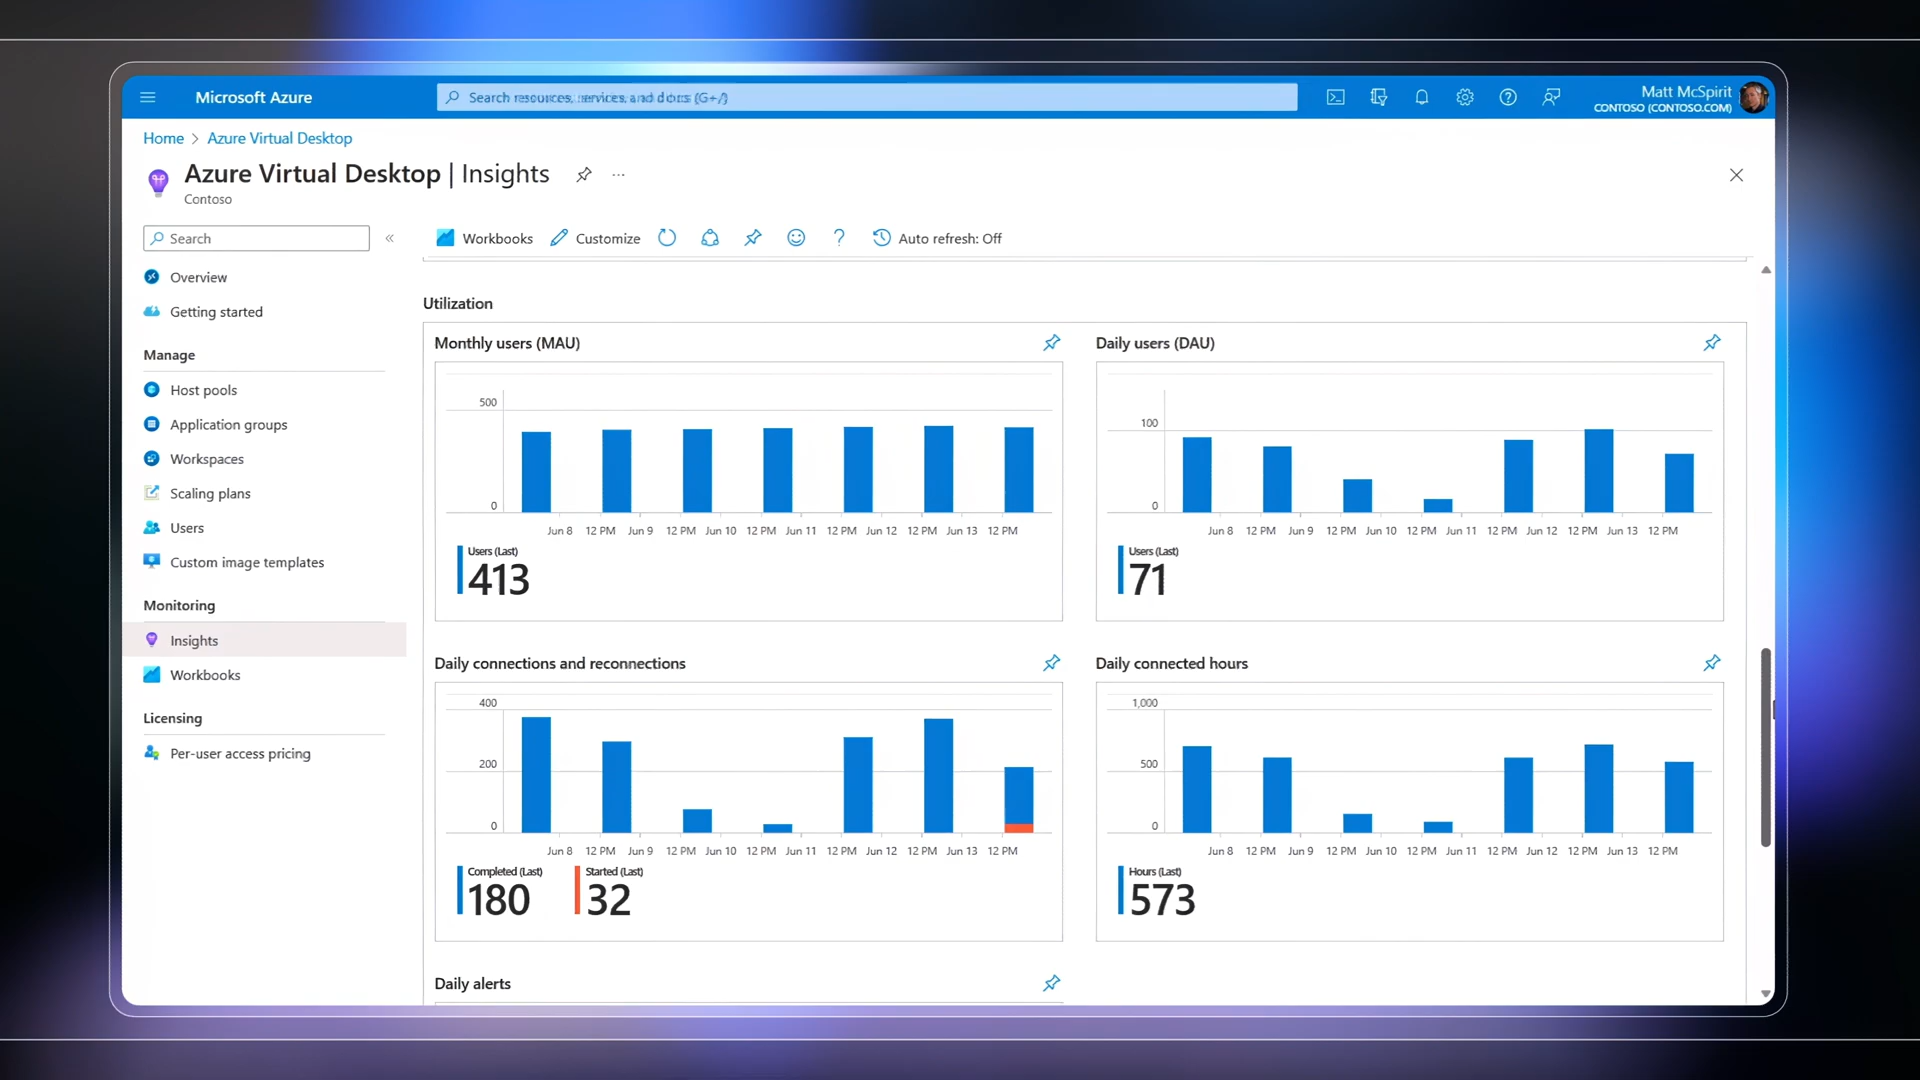 Microsoft Azure
Search resources, services, and docs (G+/)
Matt McSpirit
CONTOSO (CONTOSO.COM)
Home > Azure Virtual Desktop
Azure Virtual Desktop | Insights
Contoso
Search
Overview
Getting started
Manage
Host pools
Application groups
Workspaces
Scaling plans
Users
Custom image templates
Monitoring
Insights
Workbooks
Licensing
Per-user access pricing
Workbooks
Customize
Auto refresh: Off
Utilization
Monthly users (MAU)
500
0
Jun 8 12 PM Jun 9 12 PM Jun 10 12 PM Jun 11 12 PM Jun 12 12 PM Jun 13 12 PM
Users (Last)
413
Daily users (DAU)
100
0
Jun 8 12 PM Jun 9 12 PM Jun 10 12 PM Jun 11 12 PM Jun 12 12 PM Jun 13 12 PM
Users (Last)
71
Daily connections and reconnections
400
200
0
Jun 8 12 PM Jun 9 12 PM Jun 10 12 PM Jun 11 12 PM Jun 12 12 PM Jun 13 12 PM
Completed (Last)
180
Started (Last)
32
Daily connected hours
1,000
500
0
Jun 8 12 PM Jun 9 12 PM Jun 10 12 PM Jun 11 12 PM Jun 12 12 PM Jun 13 12 PM
Hours (Last)
573
Daily alerts